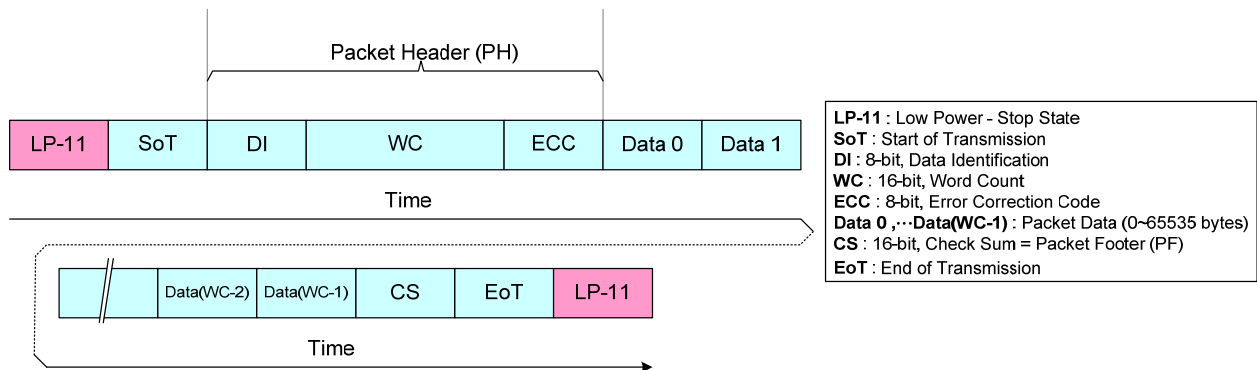 Packet Header (PH)
LP-11 SoT DI WC ECC Data 0 Data 1
Time
Data(WC-2) Data(WC-1) CS EoT LP-11
Time
LP-11 : Low Power - Stop State
SoT : Start of Transmission
DI : 8-bit, Data Identification
WC : 16-bit, Word Count
ECC : 8-bit, Error Correction Code
Data 0 ,⋯Data(WC-1) : Packet Data (0~65535 bytes)
CS : 16-bit, Check Sum = Packet Footer (PF)
EoT : End of Transmission